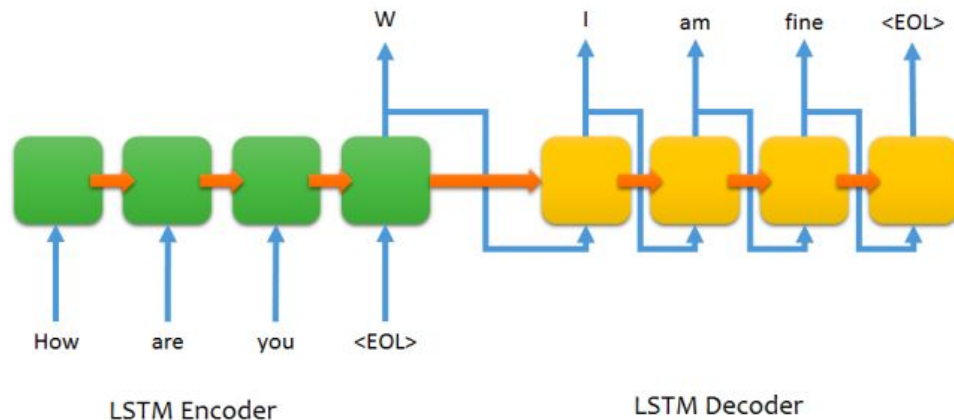 W I am fine <EOL>
How are you <EOL>
LSTM Encoder LSTM Decoder